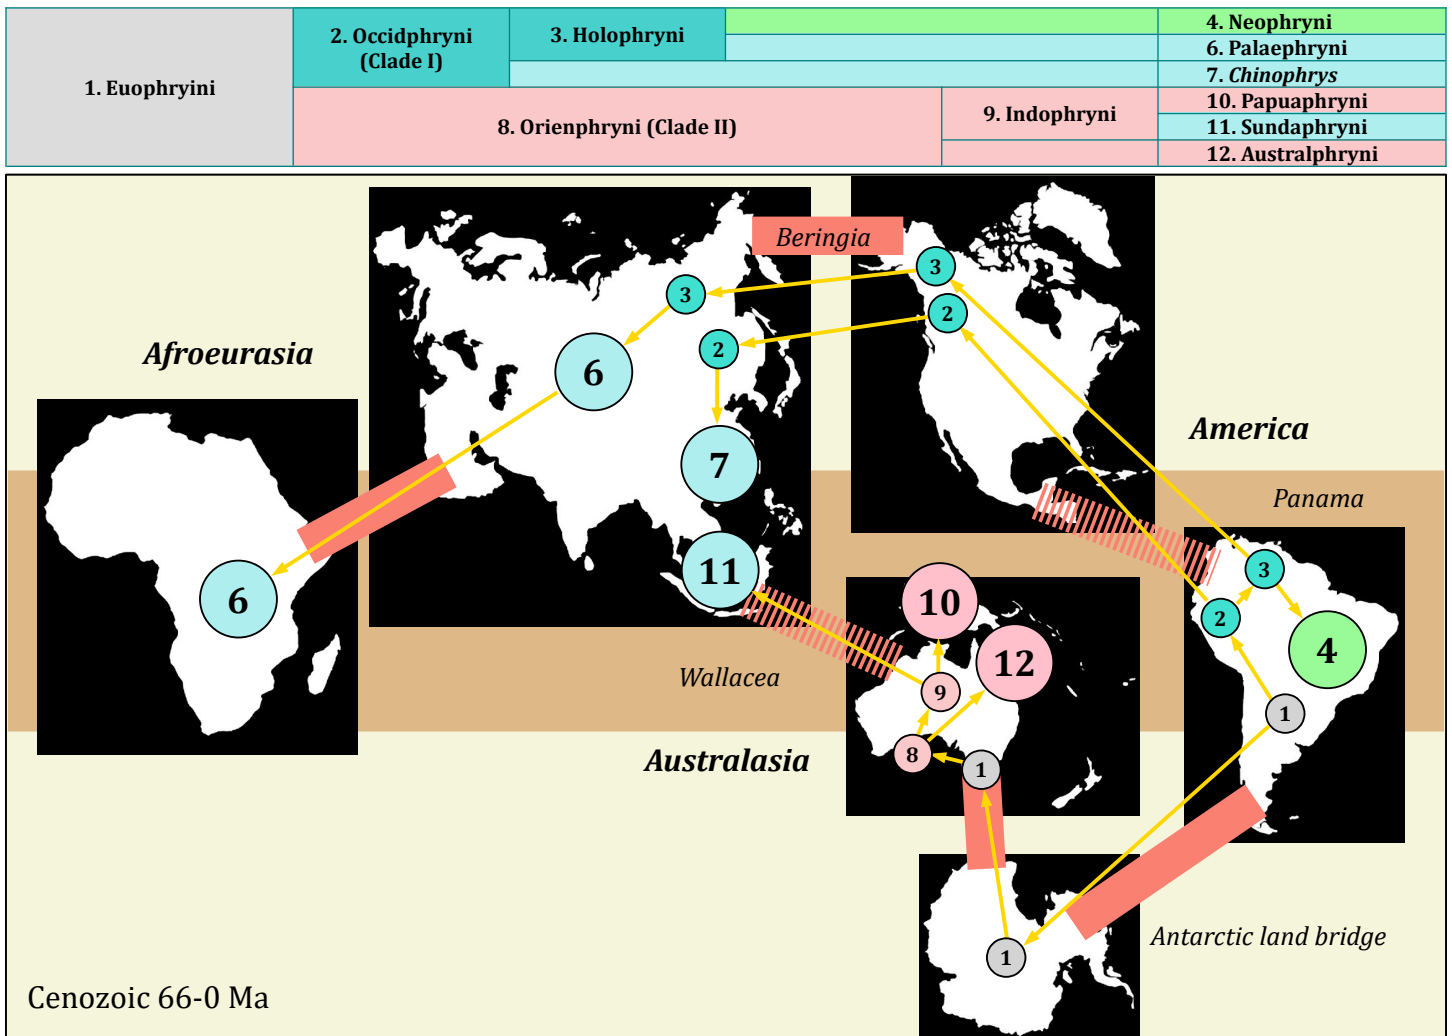 1. Euophryini
2. Occidphryni
(Clade I)
3. Holophryni
4. Neophryni
6. Palaephryni
7. Chinophrys
8. Orienphryni (Clade II)
9. Indophryni
10. Papuaphryni
11. Sundaphryni
12. Australphryni
Beringia
3
3
2
2
Afroeurasia
6
America
7
Panama
11
3
6
10
2
12
4
Wallacea
9
1
8
1
Australasia
Antarctic land bridge
1
Cenozoic 66-0 Ma